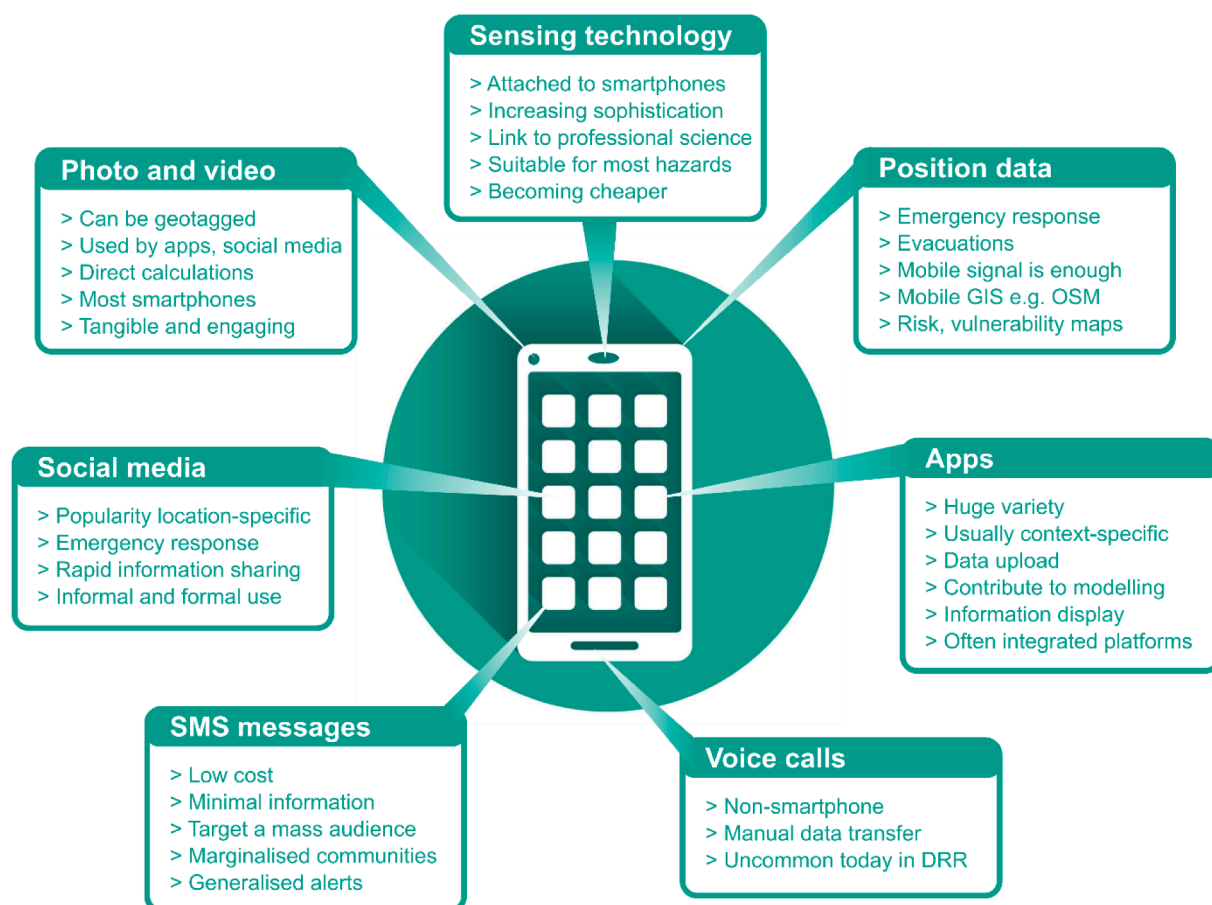 Sensing technology
> Attached to smartphones
> Increasing sophistication
> Link to professional science
> Suitable for most hazards
> Becoming cheaper
Photo and video
> Can be geotagged
> Used by apps, social media
> Direct calculations
> Most smartphones
> Tangible and engaging
Position data
> Emergency response
> Evacuations
> Mobile signal is enough
> Mobile GIS e.g. OSM
> Risk, vulnerability maps
Social media
> Popularity location-specific
> Emergency response
> Rapid information sharing
> Informal and formal use
Apps
> Huge variety
> Usually context-specific
> Data upload
> Contribute to modelling
> Information display
> Often integrated platforms
SMS messages
> Low cost
> Minimal information
> Target a mass audience
> Marginalised communities
> Generalised alerts
Voice calls
> Non-smartphone
> Manual data transfer
> Uncommon today in DRR